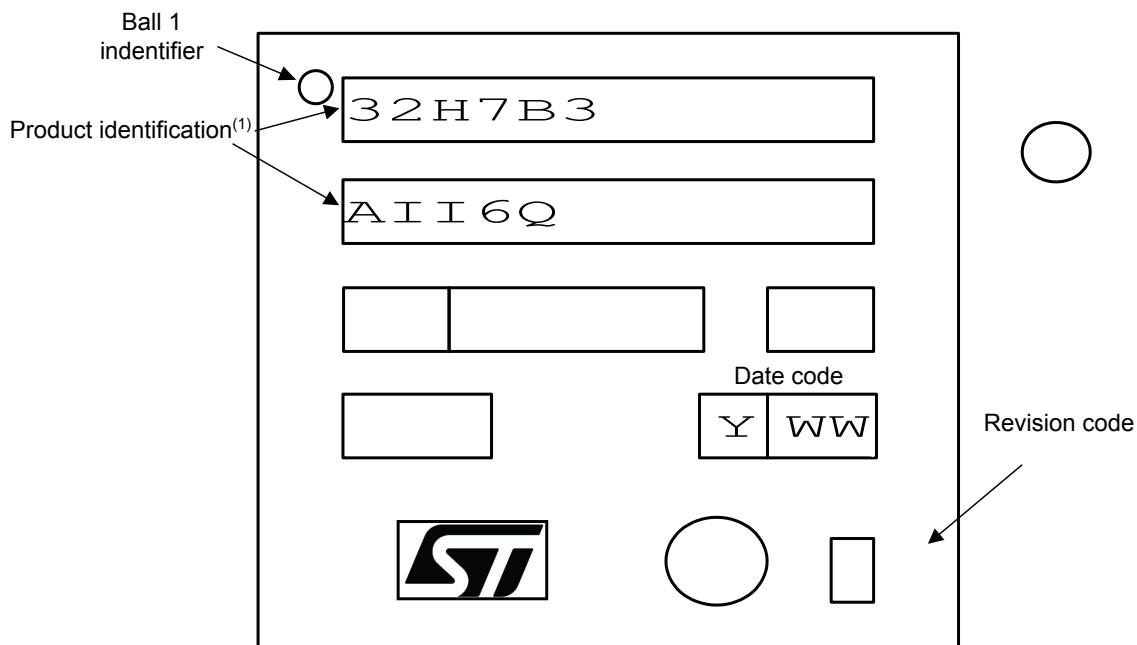 Ball 1
indentifier
32H7B3
Product identification(1)
AII6Q
Date code
Y WW
Revision code
ST